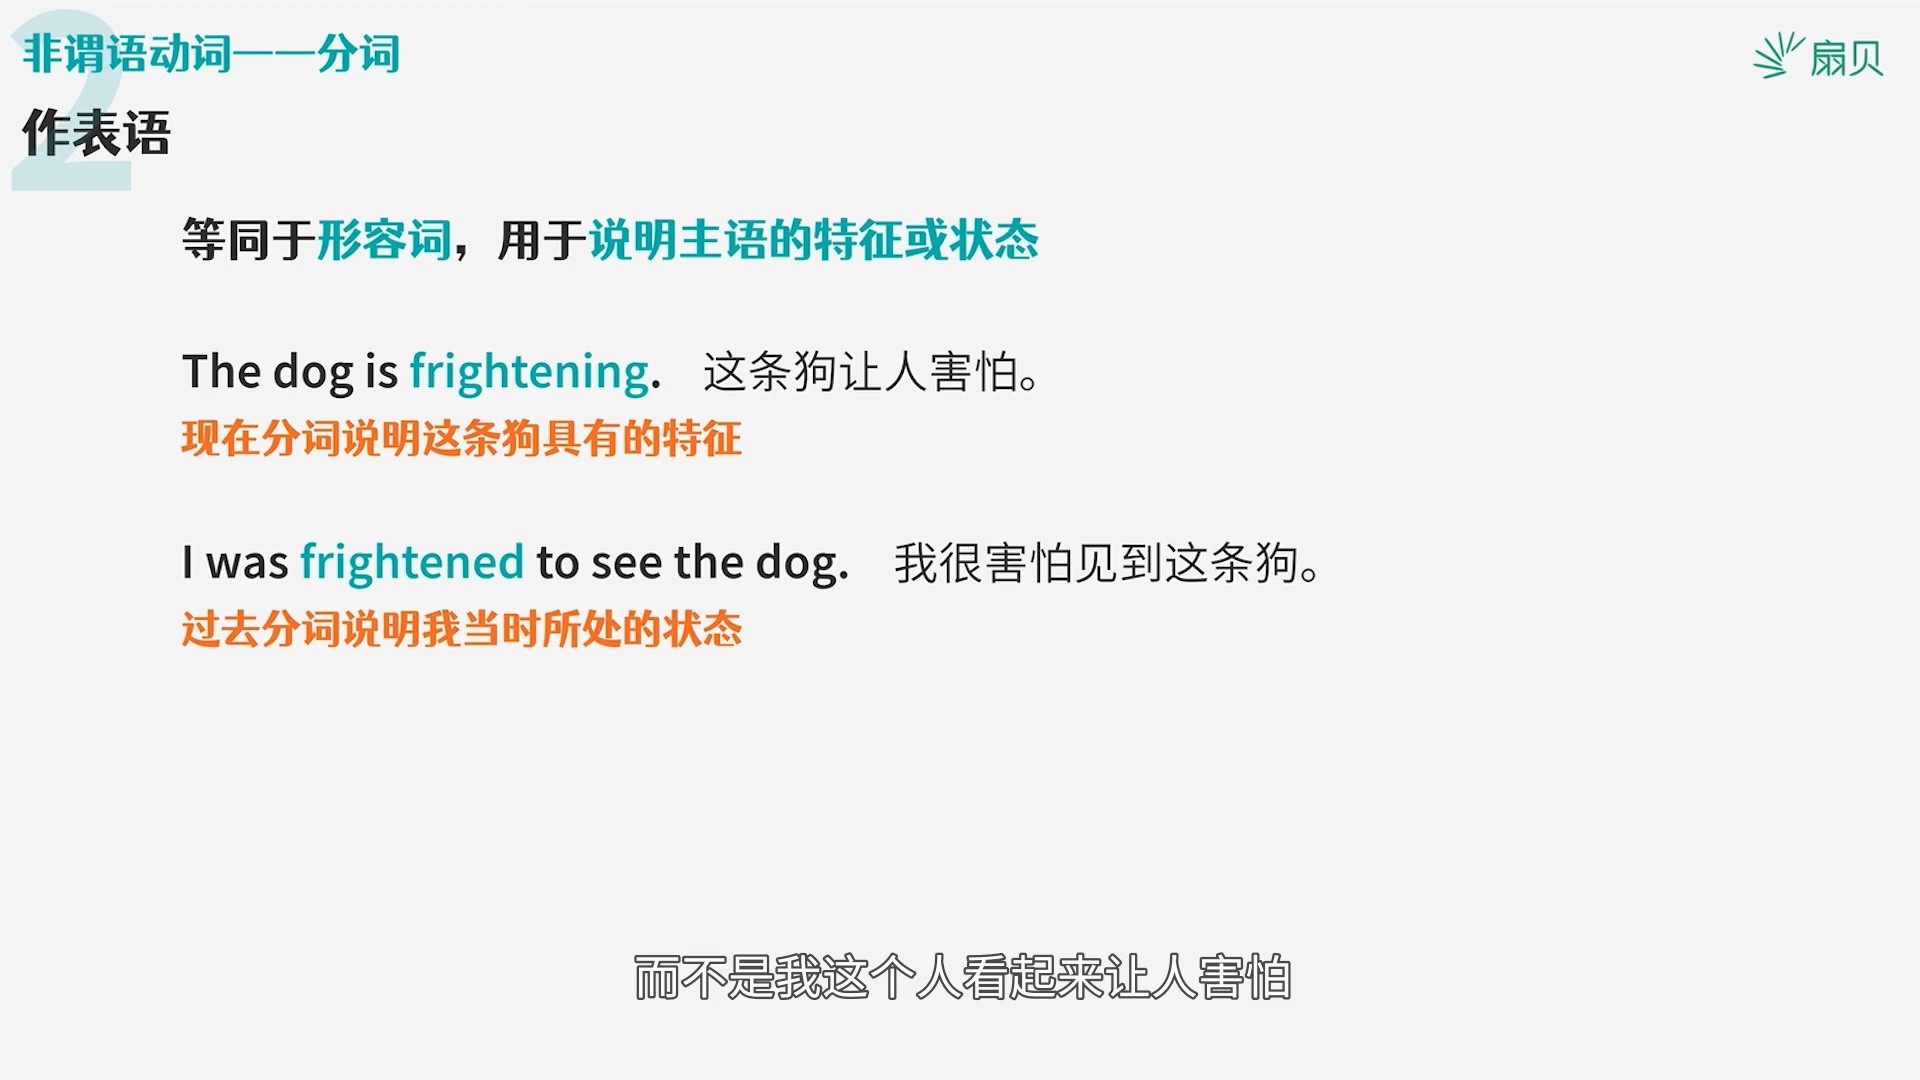 非谓语动词——分词
扇贝
2
作表语
等同于形容词，用于说明主语的特征或状态
The dog is frightening. 这条狗让人害怕。
现在分词说明这条狗具有的特征
I was frightened to see the dog. 我很害怕见到这条狗。
过去分词说明我当时所处的状态
而不是我这个人看起来让人害怕